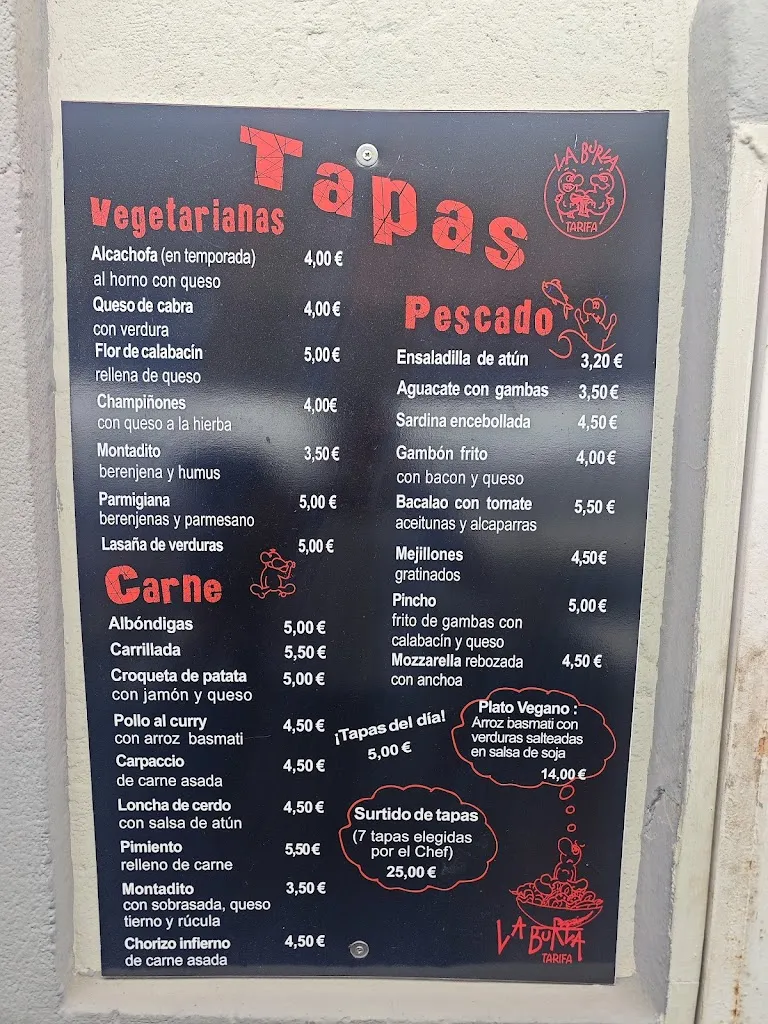 Tapas
LA BURLA
TARIFA
Vegetarianas
Alcachofa (en temporada) 4,00 €
al horno con queso
Queso de cabra 4,00 €
con verdura
Flor de calabacín 5,00 €
rellena de queso
Champiñones 4,00€
con queso a la hierba
Montadito 3,50 €
berenjena y humus
Parmigiana 5,00 €
berenjenas y parmesano
Lasaña de verduras 5,00 €
Carne
Albóndigas 5,00 €
Carrillada 5,50 €
Croqueta de patata 5,00 €
con jamón y queso
Pollo al curry 4,50 €
con arroz basmati
Carpaccio 4,50 €
de carne asada
Loncha de cerdo 4,50 €
con salsa de atún
Pimiento 5,50 €
relleno de carne
Montadito 3,50 €
con sobrasada, queso
tierno y rúcula
Chorizo infierno 4,50 €
de carne asada
Pescado
Ensaladilla de atún 3,20 €
Aguacate con gambas 3,50 €
Sardina encebollada 4,50 €
Gambón frito 4,00 €
con bacon y queso
Bacalao con tomate 5,50 €
aceitunas y alcaparras
Mejillones 4,50€
gratinados
Pincho 5,00 €
frito de gambas con
calabacín y queso
Mozzarella rebozada 4,50 €
con anchoa
¡Tapas del día!
5,00 €
Plato Vegano :
Arroz basmati con
verduras salteadas
en salsa de soja
14,00 €
Surtido de tapas
(7 tapas elegidas
por el Chef)
25,00 €
LA BURLA
TARIFA